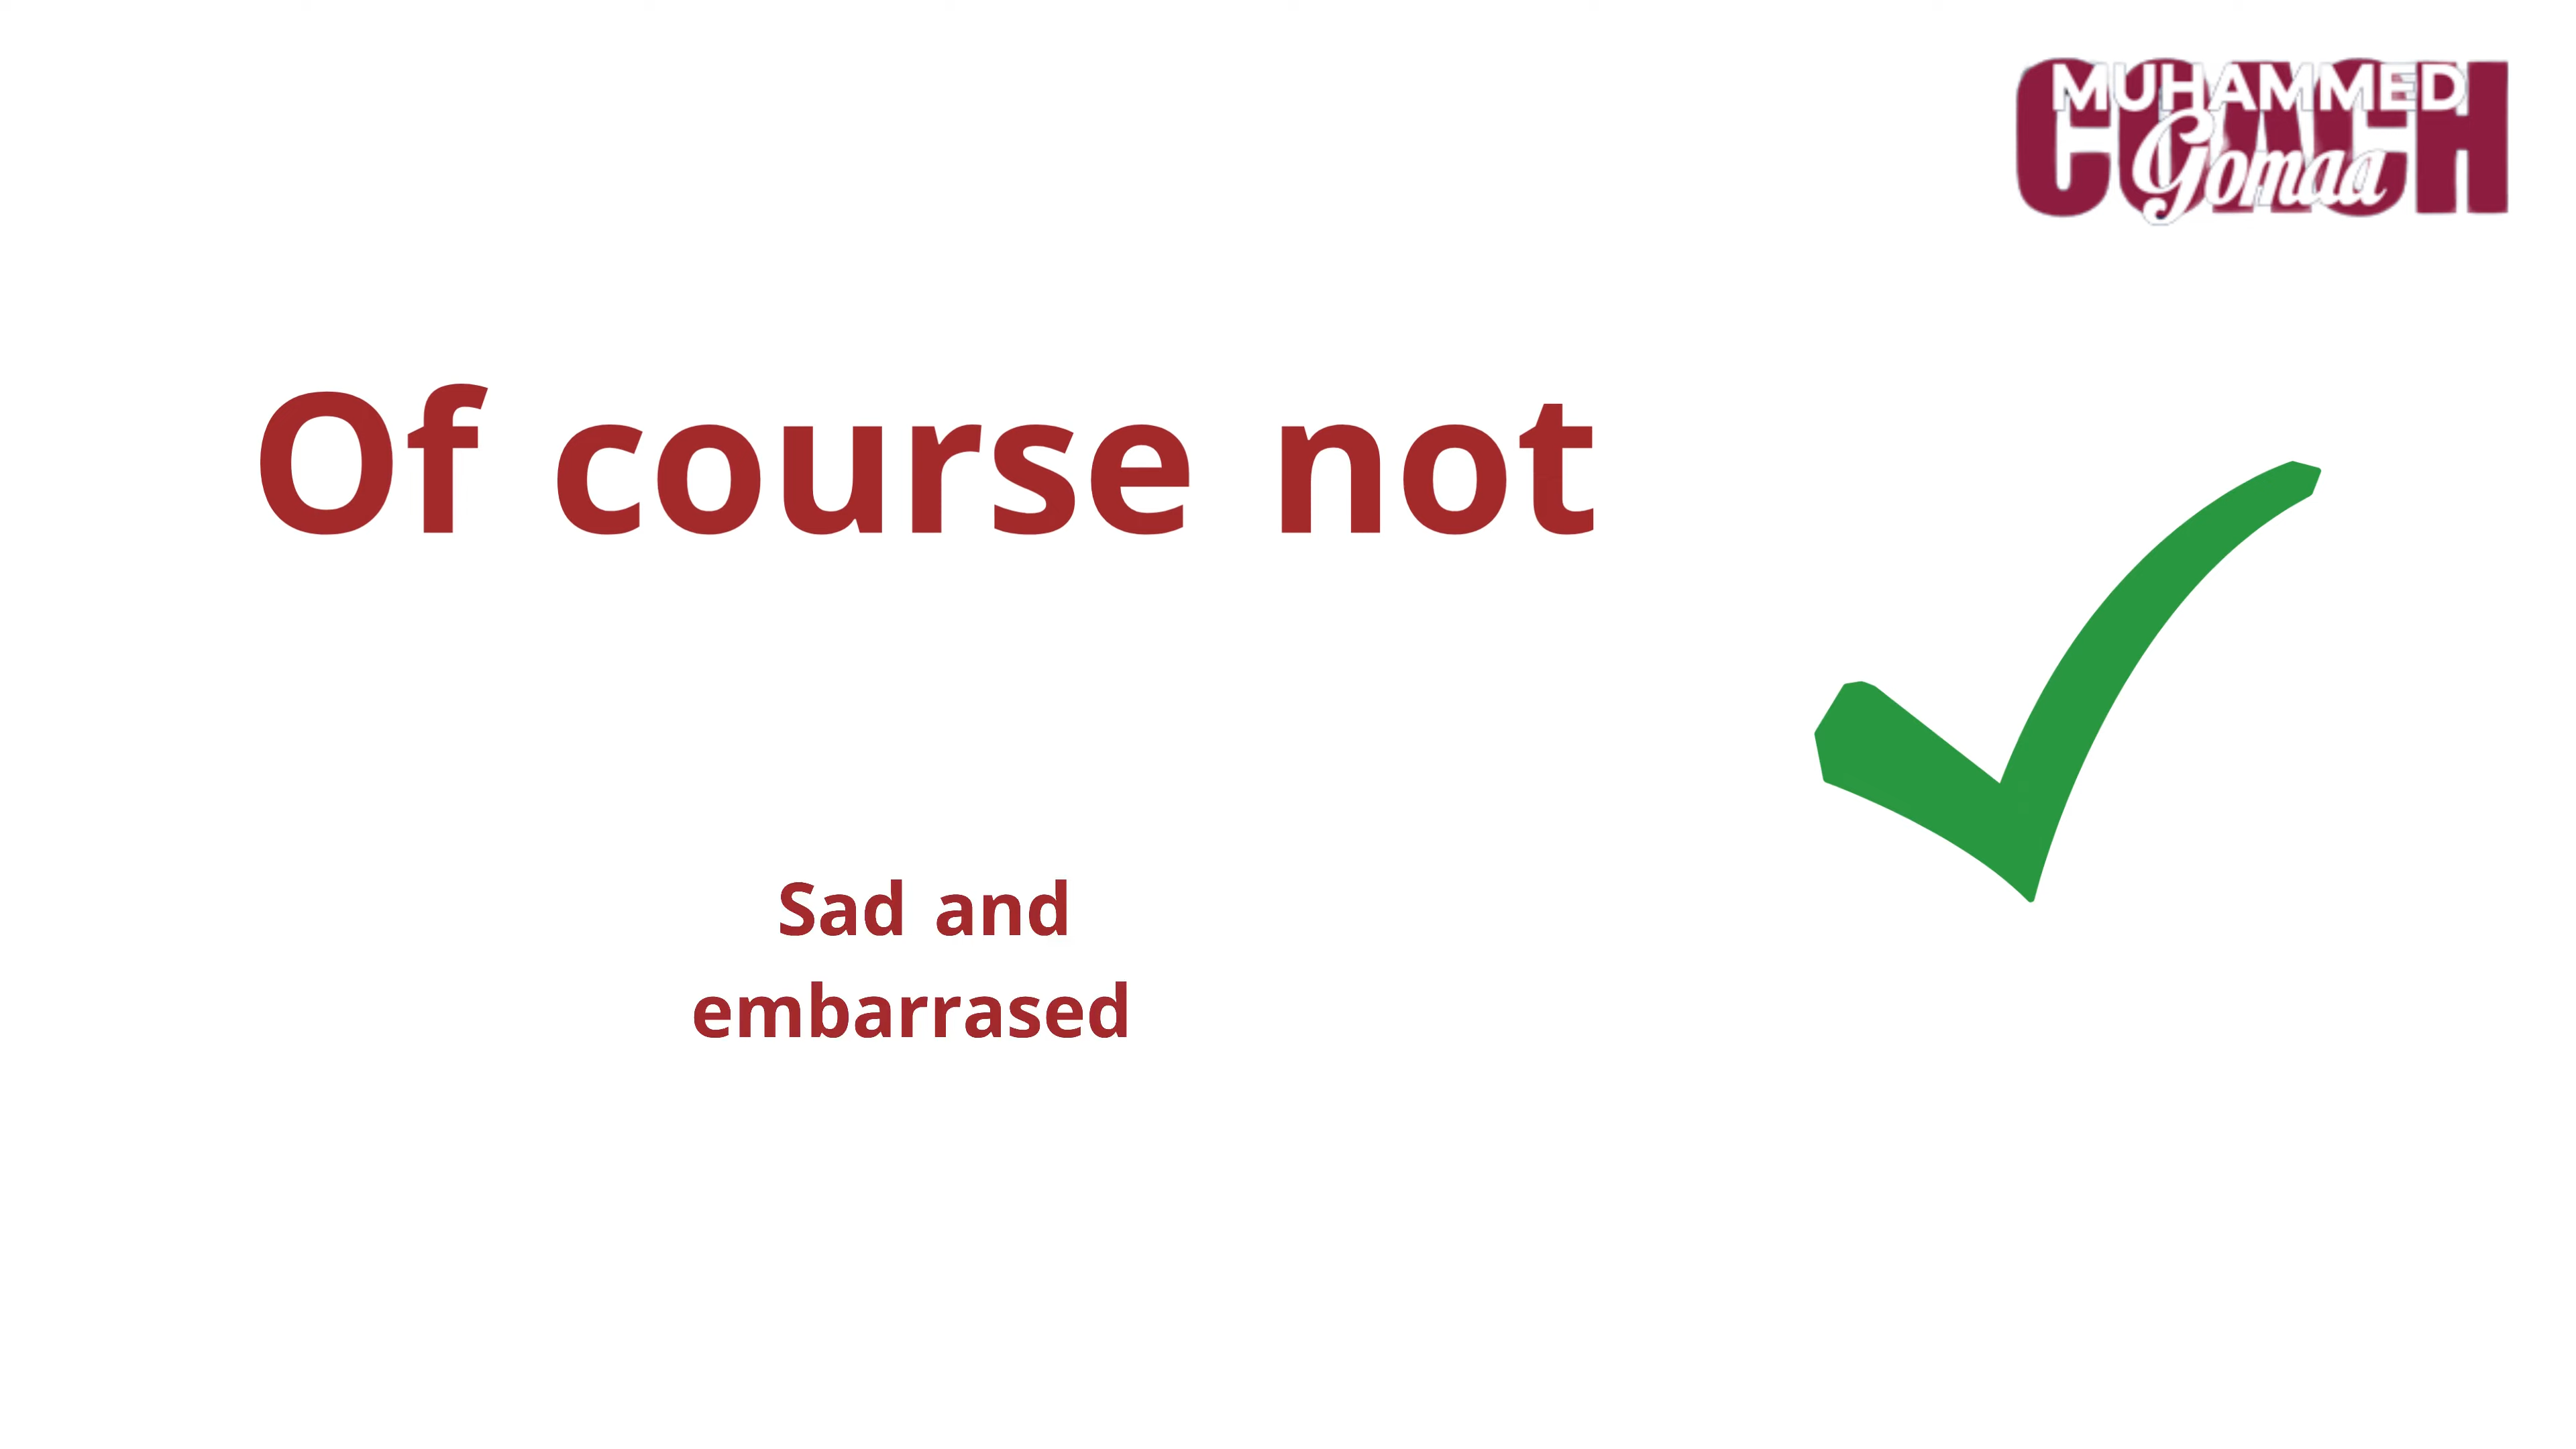 MUHAMMED
COACH
Gomaa
Of course not
Sad and
embarrased